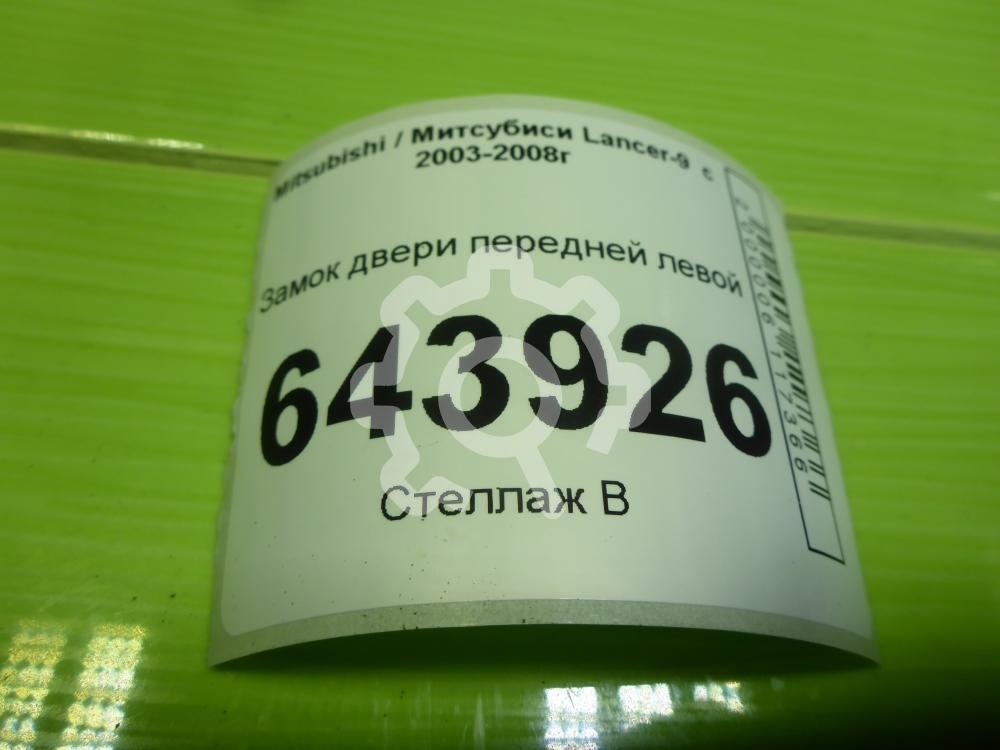 Mitsubishi / Митсубиси Lancer-9 с
2003-2008г
Замок двери передней левой
643926
Стеллаж В